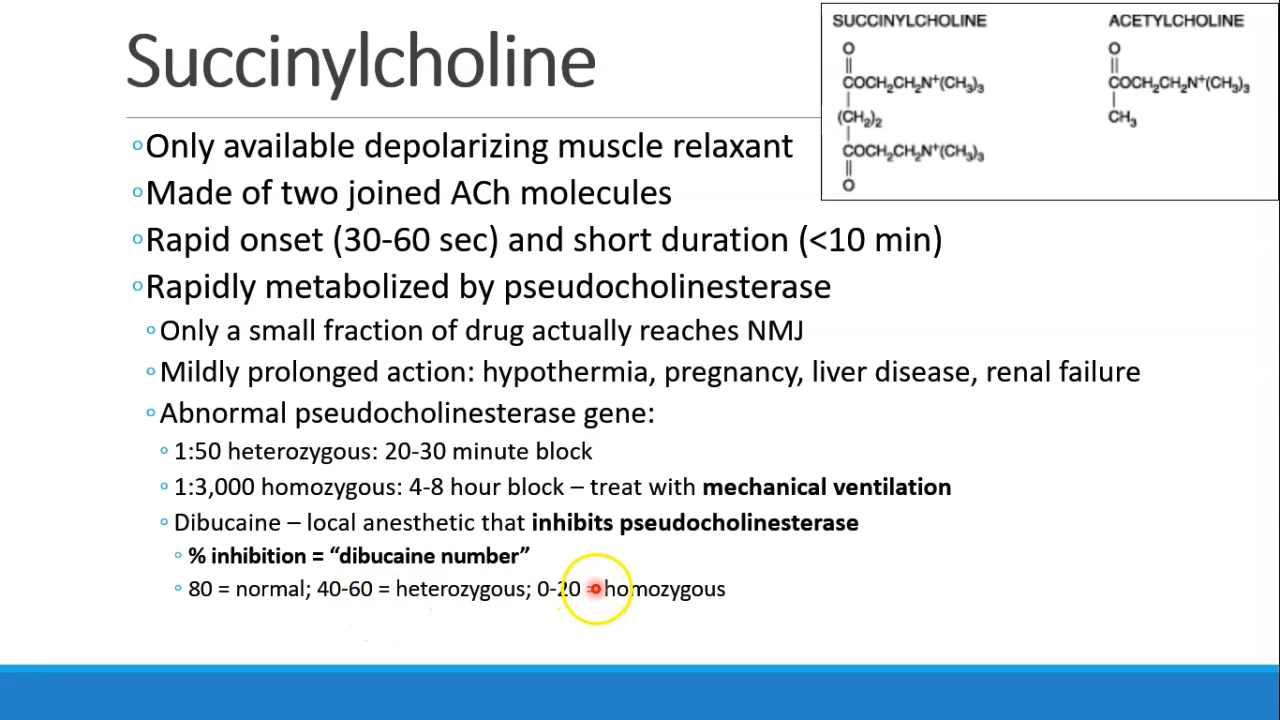 Succinylcholine
◦Only available depolarizing muscle relaxant
◦Made of two joined ACh molecules
◦Rapid onset (30-60 sec) and short duration (<10 min)
◦Rapidly metabolized by pseudocholinesterase
◦Only a small fraction of drug actually reaches NMJ
◦Mildly prolonged action: hypothermia, pregnancy, liver disease, renal failure
◦Abnormal pseudocholinesterase gene:
◦1:50 heterozygous: 20-30 minute block
◦1:3,000 homozygous: 4-8 hour block – treat with mechanical ventilation
◦Dibucaine – local anesthetic that inhibits pseudocholinesterase
◦% inhibition = “dibucaine number”
◦80 = normal; 40-60 = heterozygous; 0-20 = homozygous
SUCCINYLCHOLINE
O
||
COCH₂CH₂N⁺(CH₃)₃
|
(CH₂)₂
|
COCH₂CH₂N⁺(CH₃)₃
||
O
ACETYLCHOLINE
O
||
COCH₂CH₂N⁺(CH₃)₃
|
CH₃